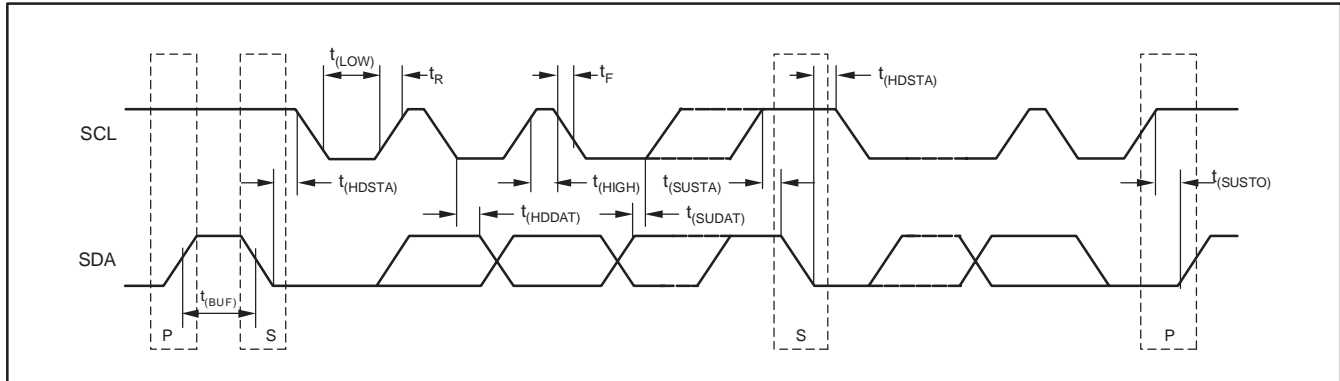 t(LOW)
tR
tF
t(HDSTA)
SCL
t(HDSTA)
t(HIGH)
t(SUSTA)
t(SUSTO)
t(HDDAT)
t(SUDAT)
SDA
t(BUF)
P
S
S
P